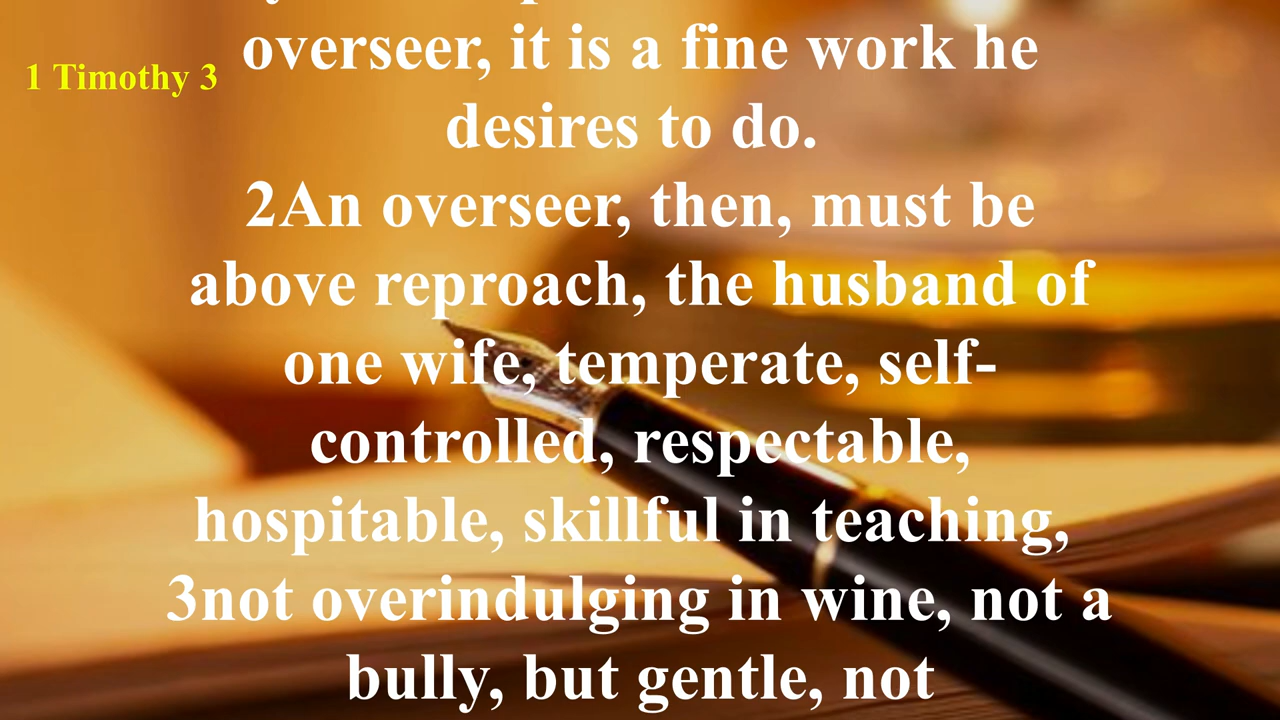 1 Timothy 3
overseer, it is a fine work he
desires to do.
2An overseer, then, must be
above reproach, the husband of
one wife, temperate, self-
controlled, respectable,
hospitable, skillful in teaching,
3not overindulging in wine, not a
bully, but gentle, not